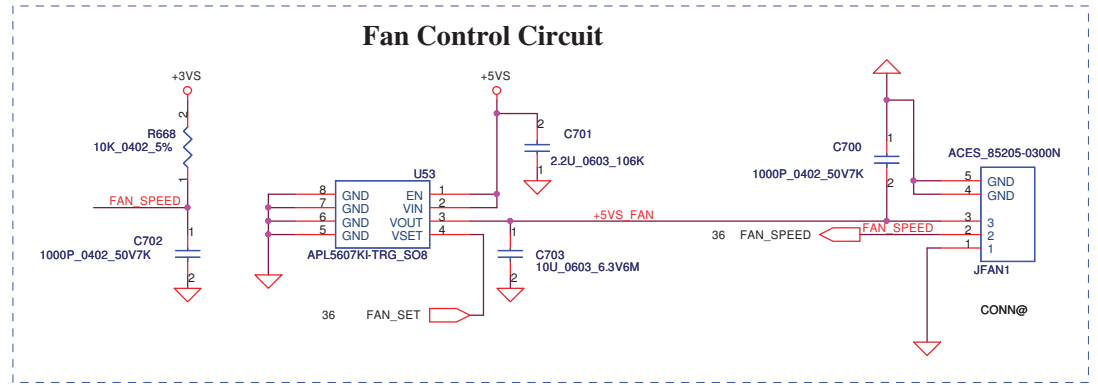 Fan Control Circuit
+3VS
2
R668
10K_0402_5%
1
FAN_SPEED
C702
1
1000P_0402_50V7K
2
+5VS
2
C701
2.2U_0603_106K
1
U53
8 GND EN 1
7 GND VIN 2
6 GND VOUT 3
5 GND VSET 4
APL5607KI-TRG_SO8
36 FAN_SET
1
C703
10U_0603_6.3V6M
2
+5VS_FAN
1
C700
1000P_0402_50V7K
2
36 FAN_SPEED
FAN_SPEED
ACES_85205-0300N
5 GND
4 GND
3 3
2 2
1 1
JFAN1
CONN@